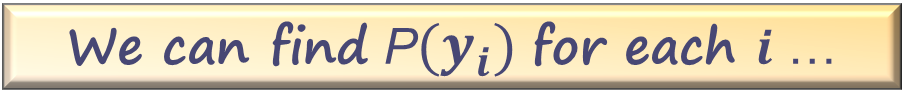 We can find P(yᵢ) for each i ...